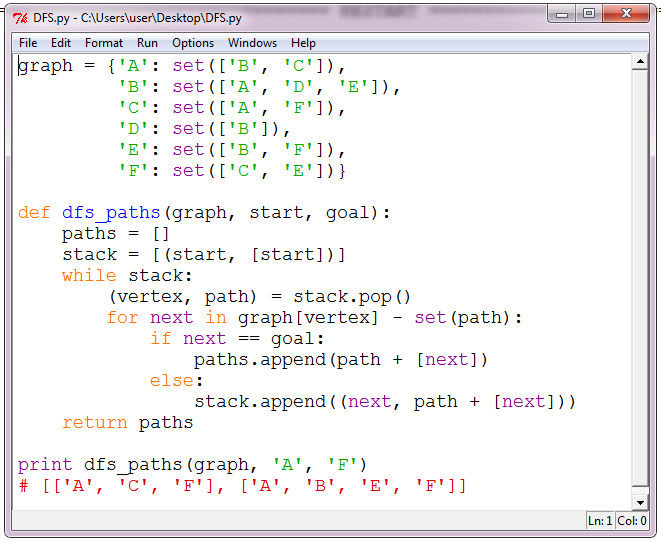 RESTART
DFS.py - C:\Users\user\Desktop\DFS.py
File Edit Format Run Options Windows Help
graph = {'A': set(['B', 'C']),
         'B': set(['A', 'D', 'E']),
         'C': set(['A', 'F']),
         'D': set(['B']),
         'E': set(['B', 'F']),
         'F': set(['C', 'E'])}

def dfs_paths(graph, start, goal):
    paths = []
    stack = [(start, [start])]
    while stack:
        (vertex, path) = stack.pop()
        for next in graph[vertex] - set(path):
            if next == goal:
                paths.append(path + [next])
            else:
                stack.append((next, path + [next]))
    return paths

print dfs_paths(graph, 'A', 'F')
# [['A', 'C', 'F'], ['A', 'B', 'E', 'F']]
Ln: 1 Col: 0